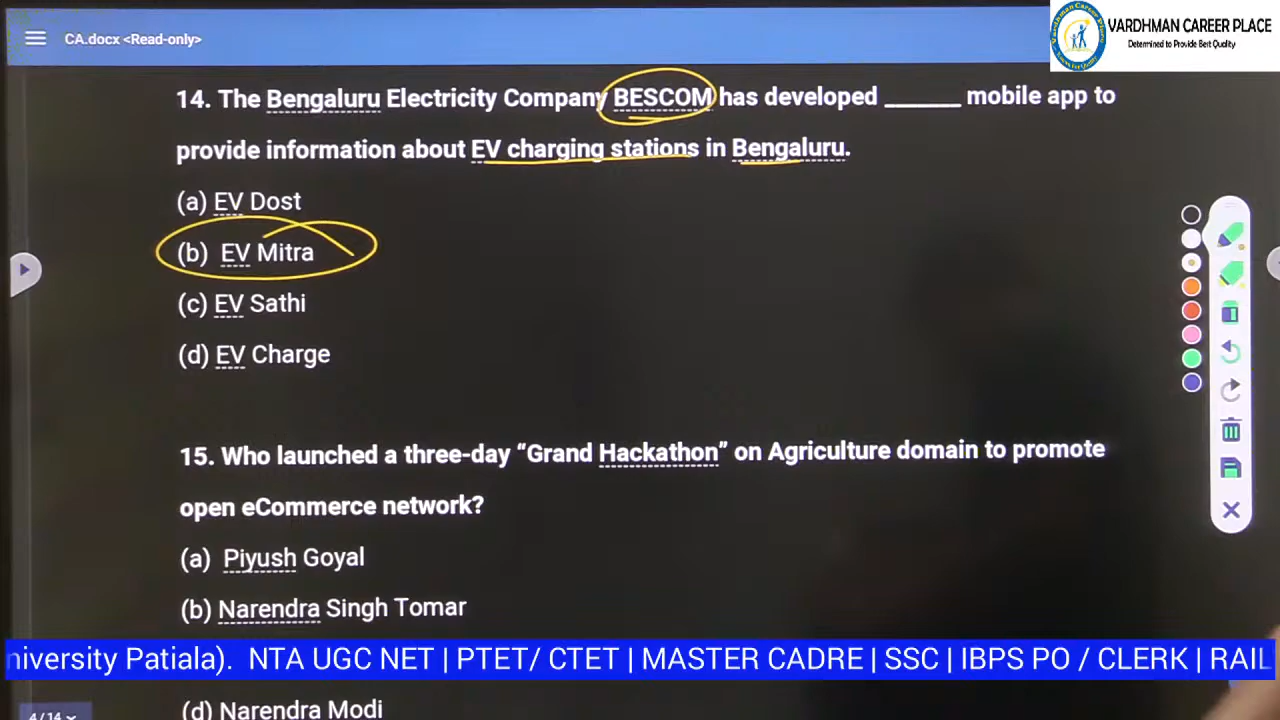 CA.docx <Read-only>
VARDHMAN CAREER PLACE
Determined to Provide Best Quality
14. The Bengaluru Electricity Company BESCOM has developed ______ mobile app to
provide information about EV charging stations in Bengaluru.
(a) EV Dost
(b) EV Mitra
(c) EV Sathi
(d) EV Charge
15. Who launched a three-day “Grand Hackathon” on Agriculture domain to promote
open eCommerce network?
(a) Piyush Goyal
(b) Narendra Singh Tomar
niversity Patiala). NTA UGC NET | PTET/ CTET | MASTER CADRE | SSC | IBPS PO / CLERK | RAIL
(d) Narendra Modi
4/14